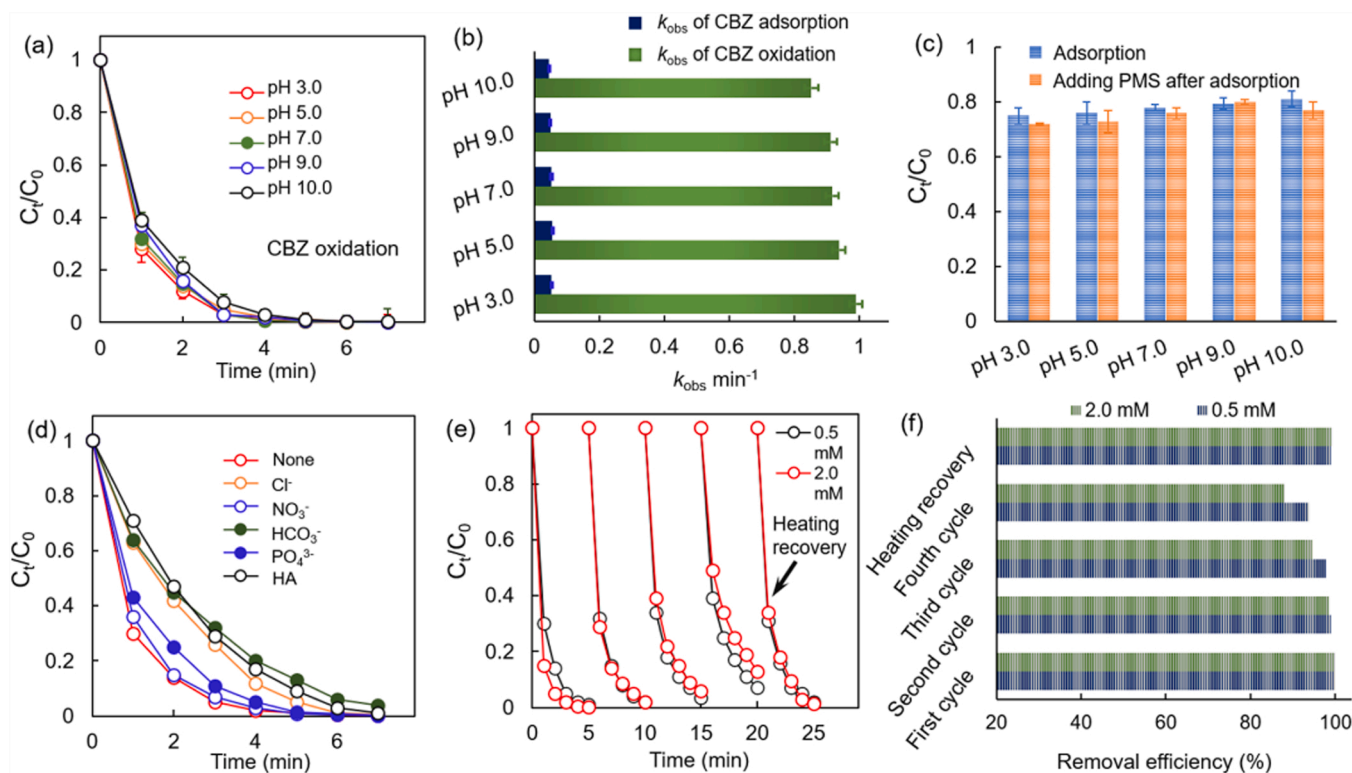 (a)
pH 3.0
pH 5.0
pH 7.0
pH 9.0
pH 10.0
CBZ oxidation
Cₜ/C₀
1
0.8
0.6
0.4
0.2
0
0 2 4 6
Time (min)
(b)
k_obs of CBZ adsorption
k_obs of CBZ oxidation
pH 10.0
pH 9.0
pH 7.0
pH 5.0
pH 3.0
0 0.2 0.4 0.6 0.8 1
k_obs min⁻¹
(c)
Adsorption
Adding PMS after adsorption
Cₜ/C₀
1
0.8
0.6
0.4
0.2
0
pH 3.0 pH 5.0 pH 7.0 pH 9.0 pH 10.0
(d)
None
Cl⁻
NO₃⁻
HCO₃⁻
PO₄³⁻
HA
Cₜ/C₀
1
0.8
0.6
0.4
0.2
0
0 2 4 6
Time (min)
(e)
0.5
mM
2.0
mM
Heating
recovery
Cₜ/C₀
1
0.8
0.6
0.4
0.2
0
0 5 10 15 20 25
Time (min)
(f)
2.0 mM 0.5 mM
Heating recovery
Fourth cycle
Third cycle
Second cycle
First cycle
20 40 60 80 100
Removal efficiency (%)